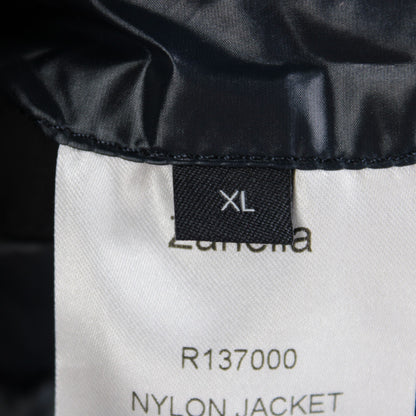 XL
Zanella
R137000
NYLON JACKET